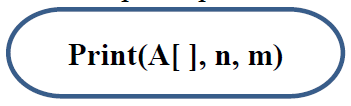 Print(A[ ], n, m)